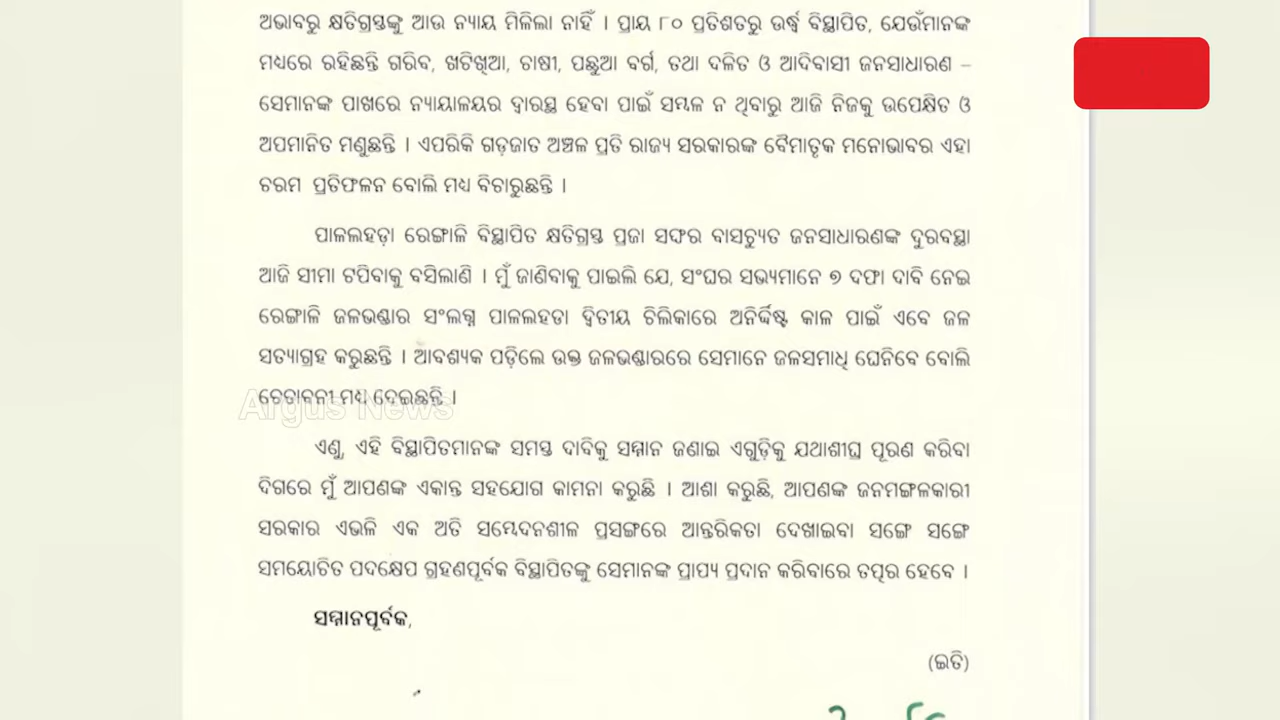 ଅଭାବରୁ କ୍ଷତିଗ୍ରସ୍ତଙ୍କୁ ଆଉ ନ୍ୟାୟ ମିଳିଲା ନାହିଁ । ପ୍ରାୟ ୮୦ ପ୍ରତିଶତରୁ ଉର୍ଦ୍ଧ୍ୱ ବିସ୍ଥାପିତ, ଯେଉଁମାନଙ୍କ
ମଧ୍ୟରେ ରହିଛନ୍ତି ଗରିବ, ଖଟିଖିଆ, ଚାଷୀ, ପଛୁଆ ବର୍ଗ, ତଥା ଦଳିତ ଓ ଆଦିବାସୀ ଜନସାଧାରଣ –
ସେମାନଙ୍କ ପାଖରେ ନ୍ୟାୟାଳୟର ଦ୍ୱାରସ୍ଥ ହେବା ପାଇଁ ସମ୍ବଳ ନ ଥିବାରୁ ଆଜି ନିଜକୁ ଉପେକ୍ଷିତ ଓ
ଅପମାନିତ ମଣୁଛନ୍ତି । ଏପରିକି ଗଡ଼ଜାତ ଅଞ୍ଚଳ ପ୍ରତି ରାଜ୍ୟ ସରକାରଙ୍କ ବୈମାତୃକ ମନୋଭାବର ଏହା
ଚରମ ପ୍ରତିଫଳନ ବୋଲି ମଧ୍ୟ ବିଚାରୁଛନ୍ତି ।
ପାଲଲହଡ଼ା ରେଙ୍ଗାଳି ବିସ୍ଥାପିତ କ୍ଷତିଗ୍ରସ୍ତ ପ୍ରଜା ସଙ୍ଘର ବାସଚ୍ୟୁତ ଜନସାଧାରଣଙ୍କ ଦୁରବସ୍ଥା
ଆଜି ସୀମା ଟପିବାକୁ ବସିଲାଣି । ମୁଁ ଜାଣିବାକୁ ପାଇଲି ଯେ, ସଂଘର ସଭ୍ୟମାନେ ୭ ଦଫା ଦାବି ନେଇ
ରେଙ୍ଗାଳି ଜଳଭଣ୍ଡାର ସଂଲଗ୍ନ ପାଲଲହଡା ଦ୍ୱିତୀୟ ଚିଲିକାରେ ଅନିର୍ଦ୍ଦିଷ୍ଟ କାଳ ପାଇଁ ଏବେ ଜଳ
ସତ୍ୟାଗ୍ରହ କରୁଛନ୍ତି । ଆବଶ୍ୟକ ପଡ଼ିଲେ ଉକ୍ତ ଜଳଭଣ୍ଡାରରେ ସେମାନେ ଜଳସମାଧି ଘେନିବେ ବୋଲି
ଚେତାବନୀ ମଧ୍ୟ ଦେଇଛନ୍ତି ।
Argus News
ଏଣୁ, ଏହି ବିସ୍ଥାପିତମାନଙ୍କ ସମସ୍ତ ଦାବିକୁ ସମ୍ମାନ ଜଣାଇ ଏଗୁଡ଼ିକୁ ଯଥାଶୀଘ୍ର ପୂରଣ କରିବା
ଦିଗରେ ମୁଁ ଆପଣଙ୍କ ଏକାନ୍ତ ସହଯୋଗ କାମନା କରୁଛି । ଆଶା କରୁଛି, ଆପଣଙ୍କ ଜନମଙ୍ଗଳକାରୀ
ସରକାର ଏଭଳି ଏକ ଅତି ସମ୍ବେଦନଶୀଳ ପ୍ରସଙ୍ଗରେ ଆନ୍ତରିକତା ଦେଖାଇବା ସଙ୍ଗେ ସଙ୍ଗେ
ସମୟୋଚିତ ପଦକ୍ଷେପ ଗ୍ରହଣପୂର୍ବକ ବିସ୍ଥାପିତଙ୍କୁ ସେମାନଙ୍କ ପ୍ରାପ୍ୟ ପ୍ରଦାନ କରିବାରେ ତତ୍ପର ହେବେ ।
ସମ୍ମାନପୂର୍ବକ,
(ଇତି)